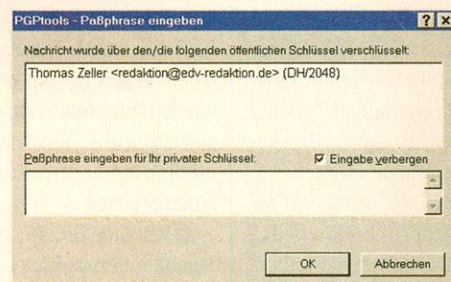 PGPtools - Paßphrase eingeben
Nachricht wurde über den/die folgenden öffentlichen Schlüssel verschlüsselt:
Thomas Zeller <redaktion@edv-redaktion.de> (DH/2048)
Paßphrase eingeben für Ihr privater Schlüssel:
Eingabe verbergen
OK
Abbrechen